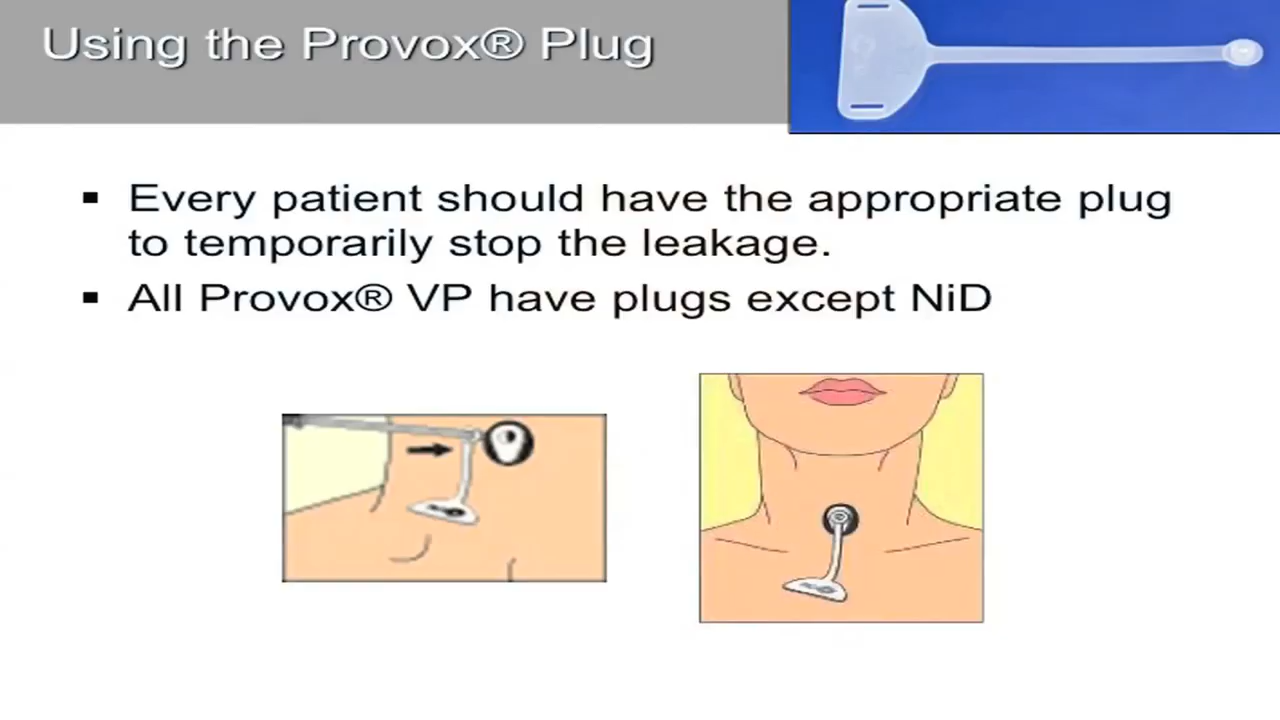 Using the Provox® Plug
▪ Every patient should have the appropriate plug
to temporarily stop the leakage.
▪ All Provox® VP have plugs except NiD